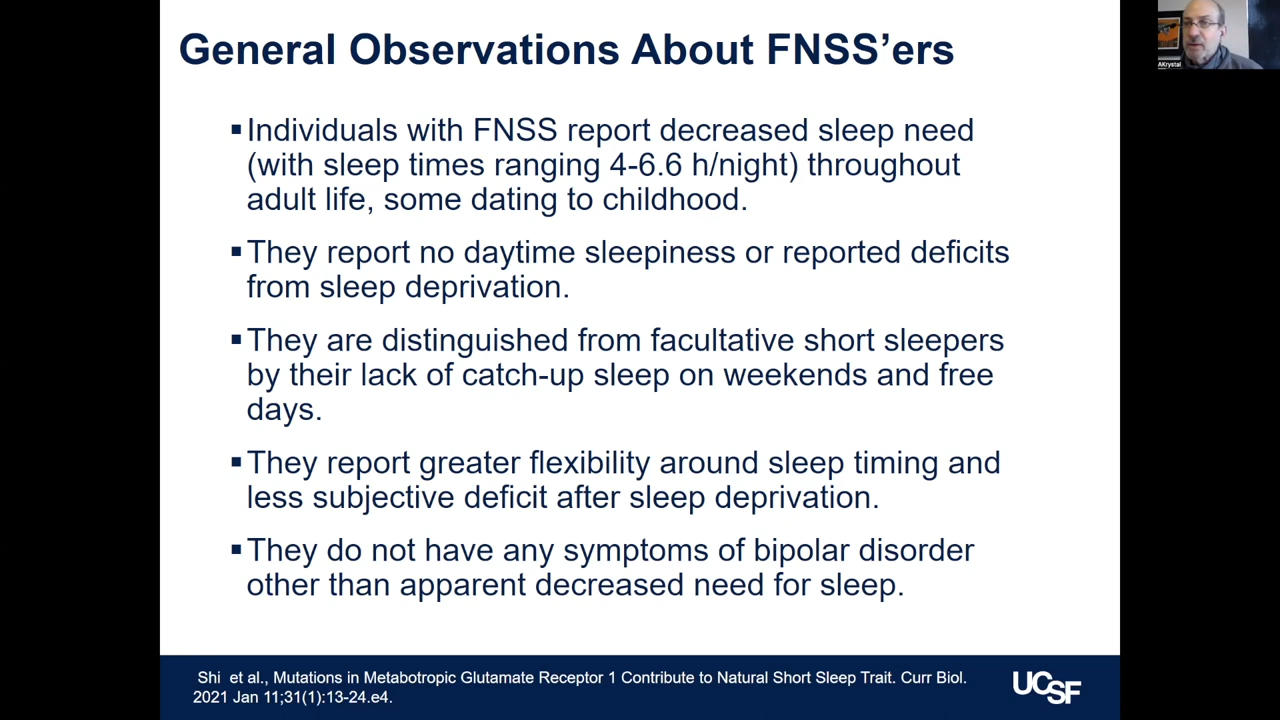 General Observations About FNSS’ers
AKrystal
▪Individuals with FNSS report decreased sleep need
(with sleep times ranging 4-6.6 h/night) throughout
adult life, some dating to childhood.
▪They report no daytime sleepiness or reported deficits
from sleep deprivation.
▪They are distinguished from facultative short sleepers
by their lack of catch-up sleep on weekends and free
days.
▪They report greater flexibility around sleep timing and
less subjective deficit after sleep deprivation.
▪They do not have any symptoms of bipolar disorder
other than apparent decreased need for sleep.
Shi et al., Mutations in Metabotropic Glutamate Receptor 1 Contribute to Natural Short Sleep Trait. Curr Biol.
2021 Jan 11;31(1):13-24.e4.
UCSF